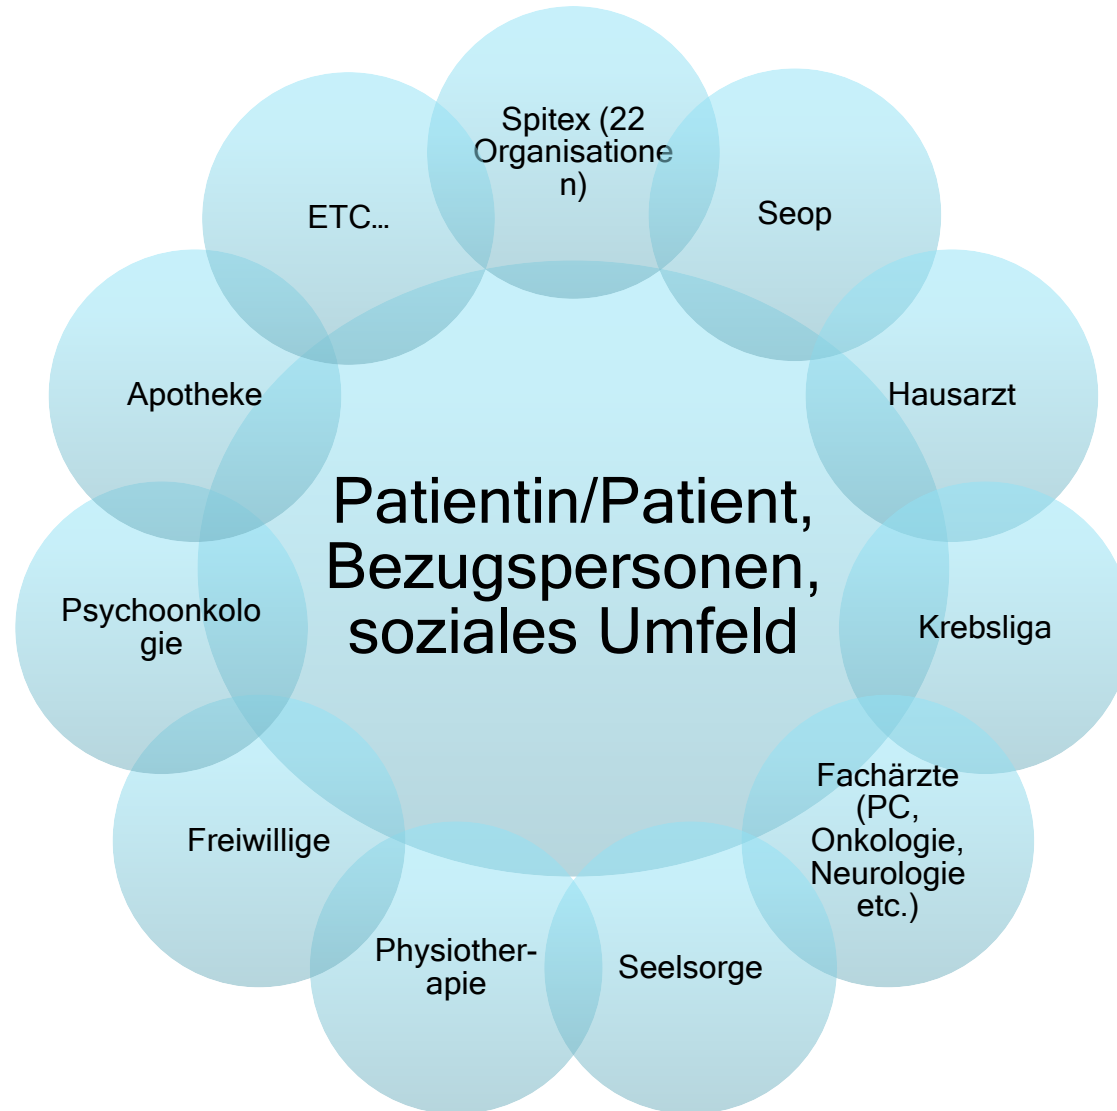 Spitex (22
Organisatione
n)
Seop
Hausarzt
Krebsliga
Fachärzte
(PC,
Onkologie,
Neurologie
etc.)
Seelsorge
Physiother-
apie
Freiwillige
Psychoonkolo
gie
Apotheke
ETC...
Patientin/Patient,
Bezugspersonen,
soziales Umfeld